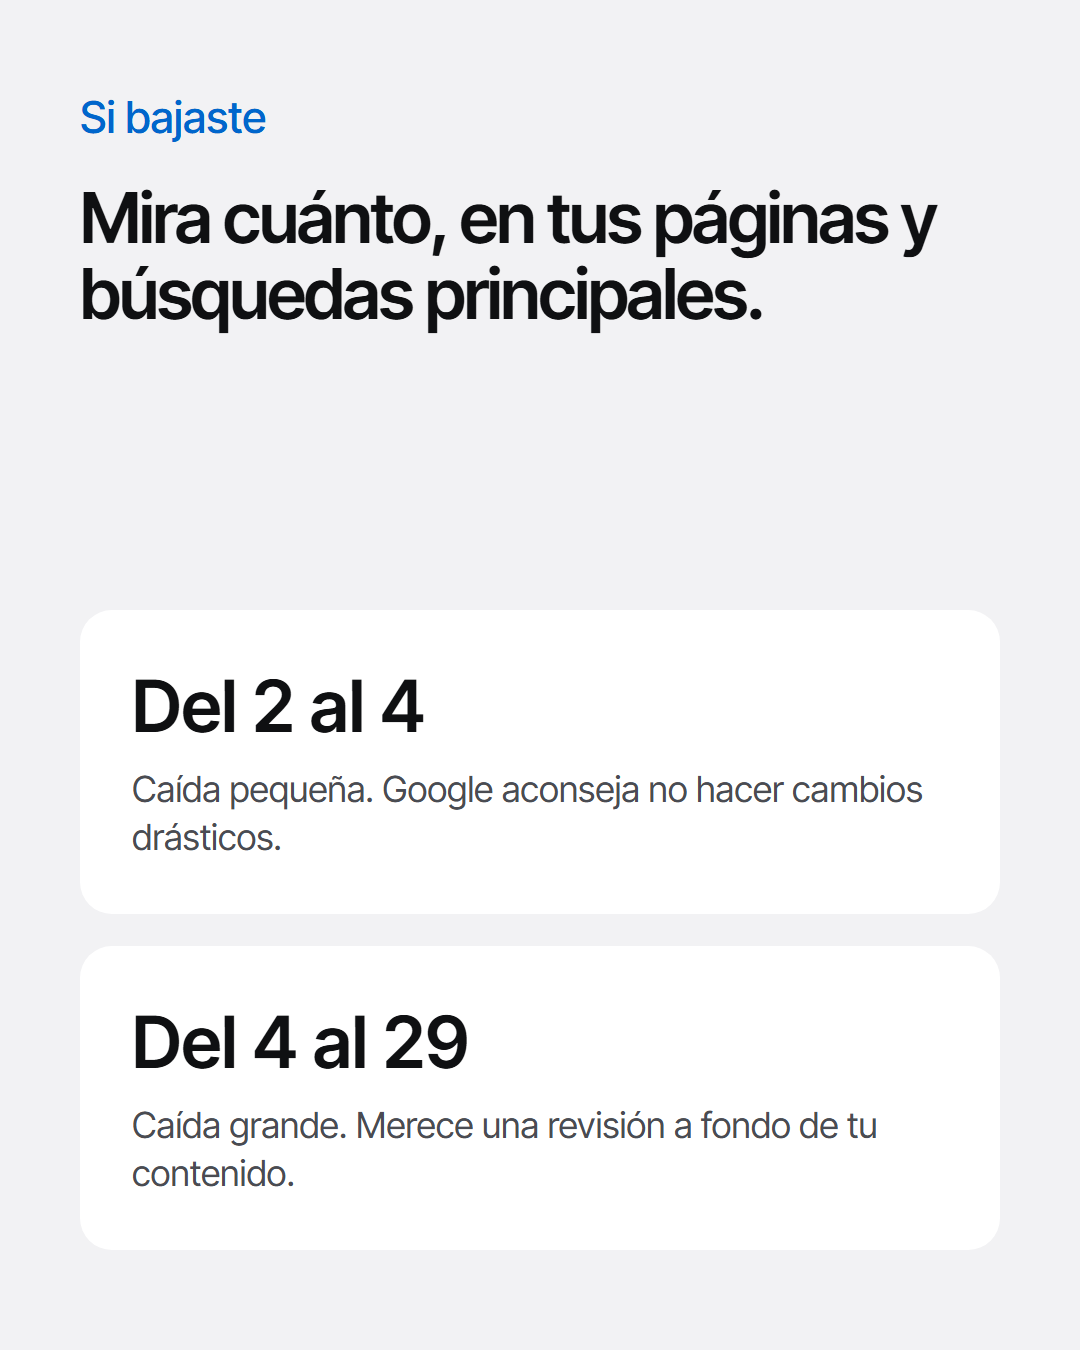 Si bajaste
Mira cuánto, en tus páginas y
búsquedas principales.
Del 2 al 4
Caída pequeña. Google aconseja no hacer cambios
drásticos.
Del 4 al 29
Caída grande. Merece una revisión a fondo de tu
contenido.